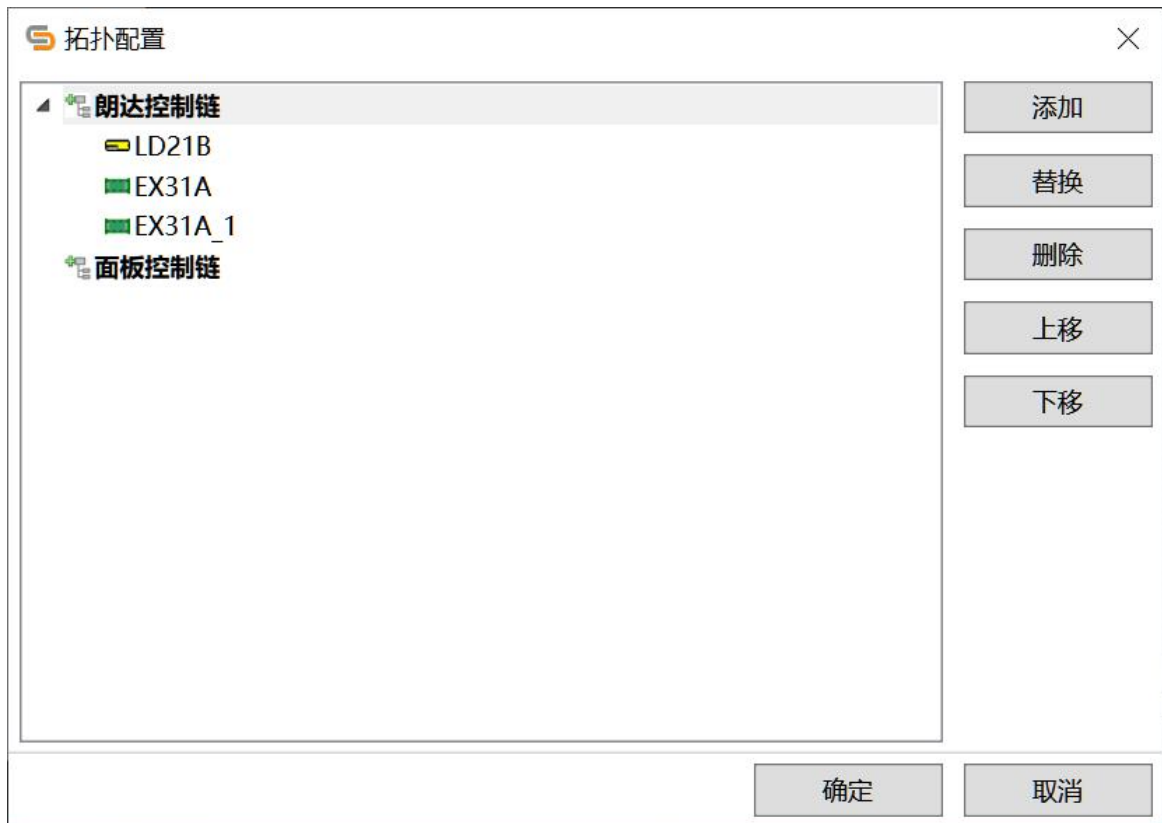 拓扑配置
朗达控制链
LD21B
EX31A
EX31A_1
面板控制链
添加
替换
删除
上移
下移
确定
取消